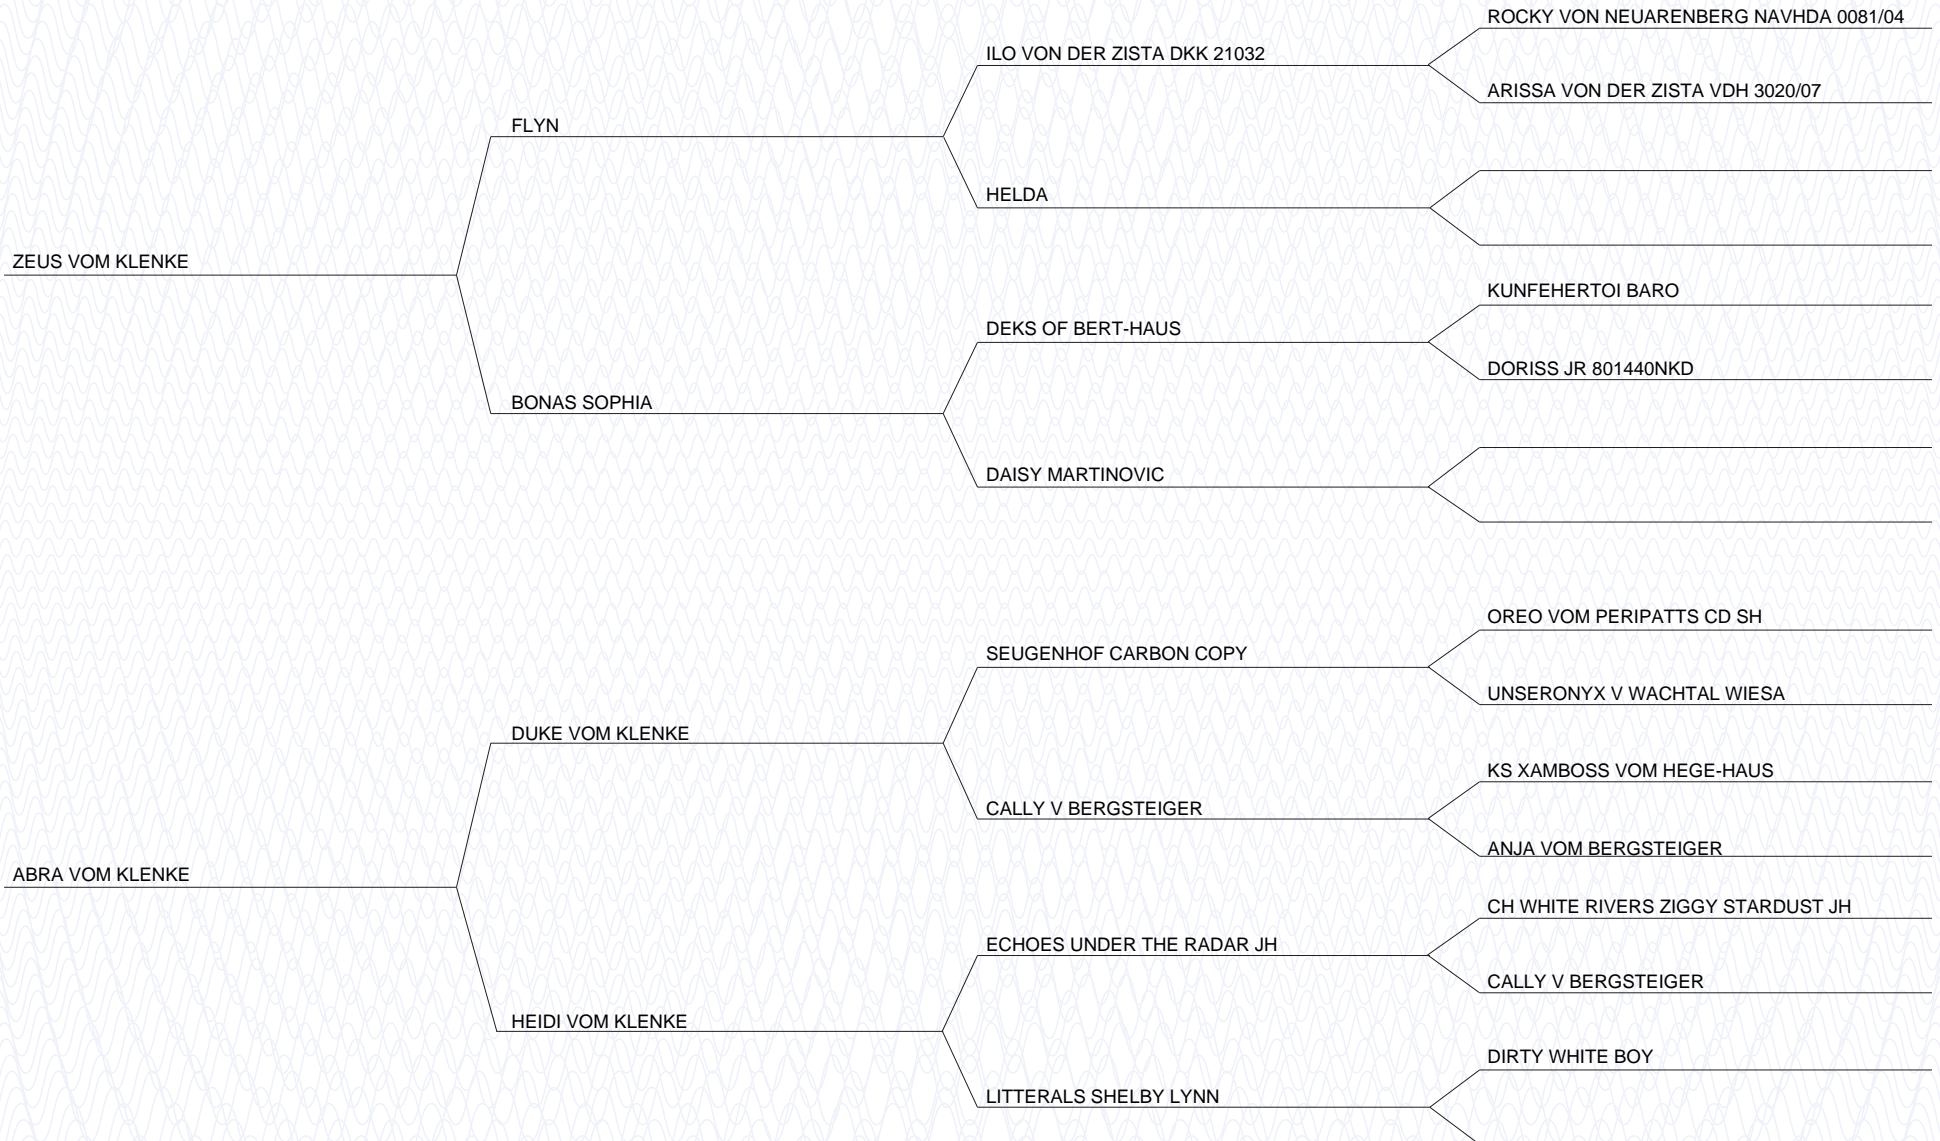 ROCKY VON NEUARENBERG NAVHDA 0081/04
ILO VON DER ZISTA DKK 21032
ARISSA VON DER ZISTA VDH 3020/07
FLYN
HELDA
ZEUS VOM KLENKE
KUNFEHERTOI BARO
DEKS OF BERT-HAUS
DORISS JR 801440NKD
BONAS SOPHIA
DAISY MARTINOVIC
OREO VOM PERIPATTS CD SH
SEUGENHOF CARBON COPY
UNSERONYX V WACHTAL WIESA
DUKE VOM KLENKE
KS XAMBOSS VOM HEGE-HAUS
CALLY V BERGSTEIGER
ANJA VOM BERGSTEIGER
ABRA VOM KLENKE
CH WHITE RIVERS ZIGGY STARDUST JH
ECHOES UNDER THE RADAR JH
CALLY V BERGSTEIGER
HEIDI VOM KLENKE
DIRTY WHITE BOY
LITTERALS SHELBY LYNN